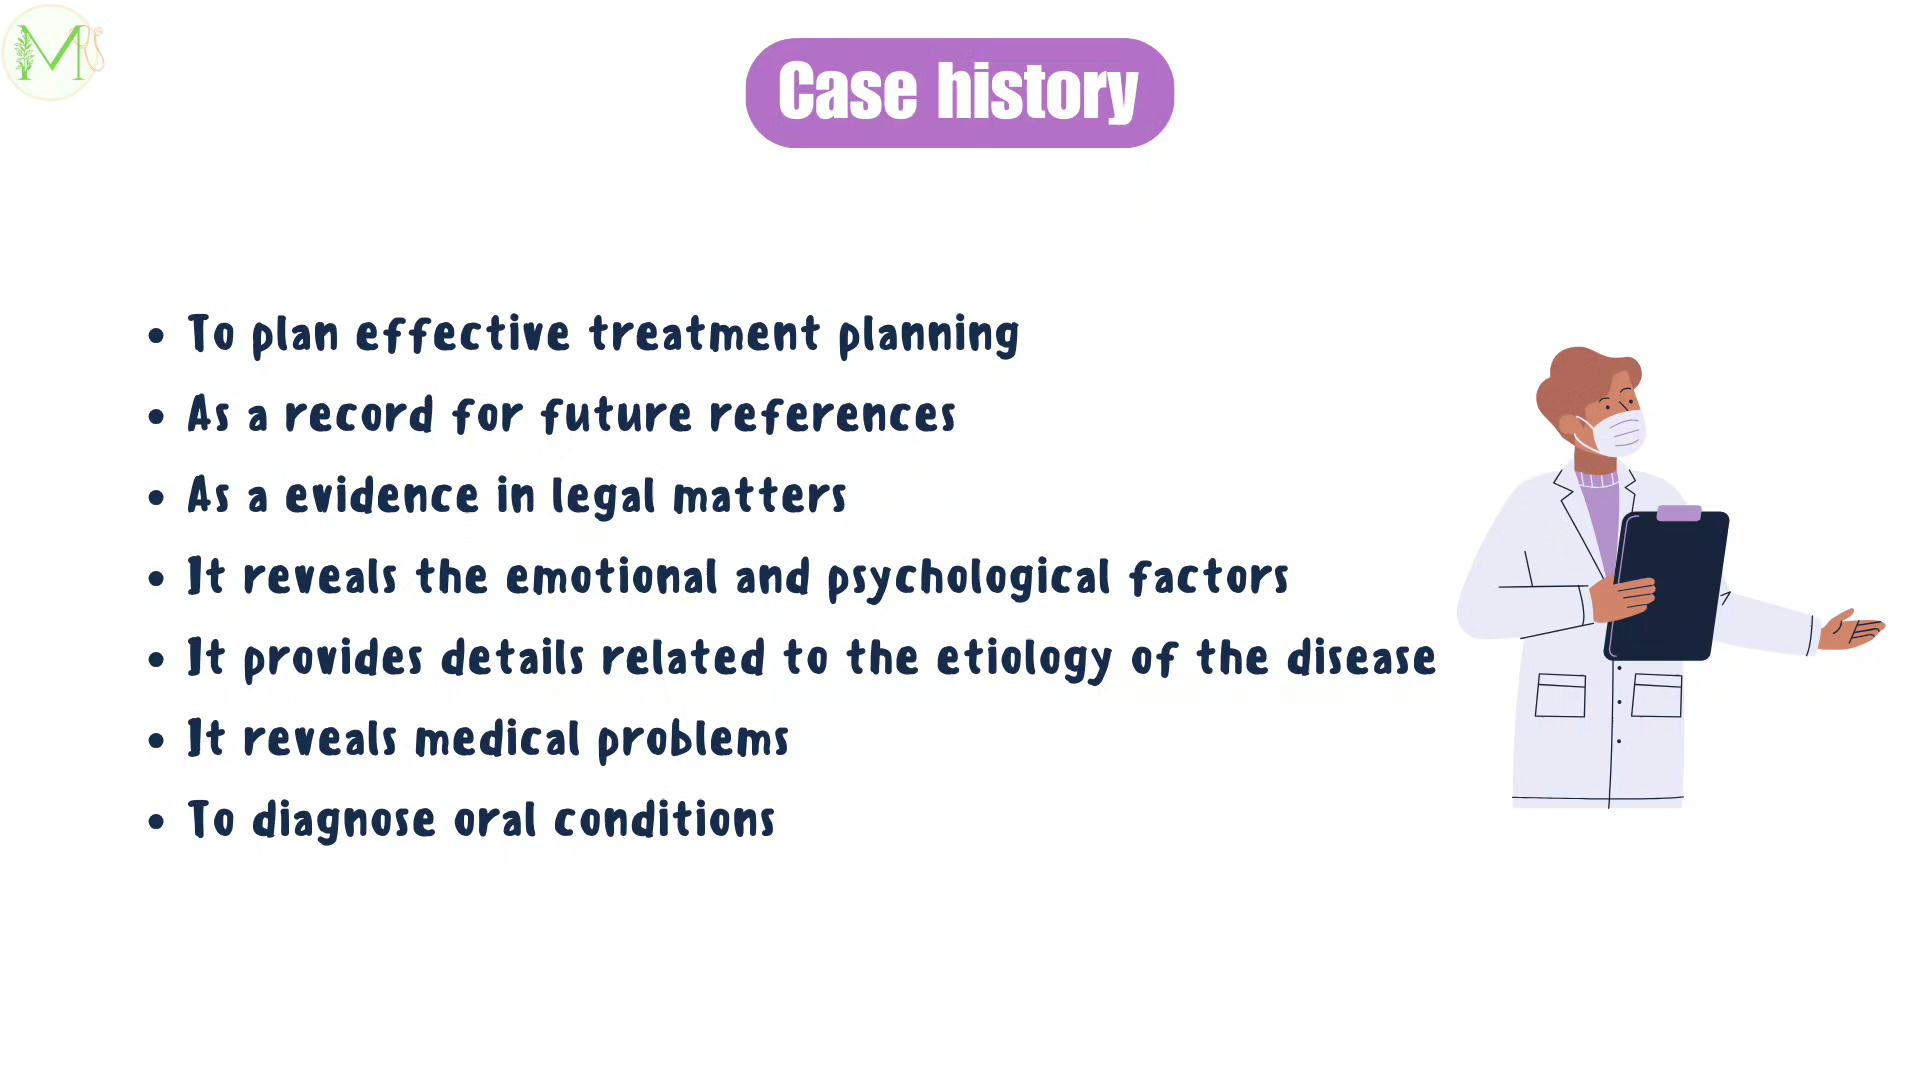 MRS
Case history
• To plan effective treatment planning
• As a record for future references
• As a evidence in legal matters
• It reveals the emotional and psychological factors
• It provides details related to the etiology of the disease
• It reveals medical problems
• To diagnose oral conditions